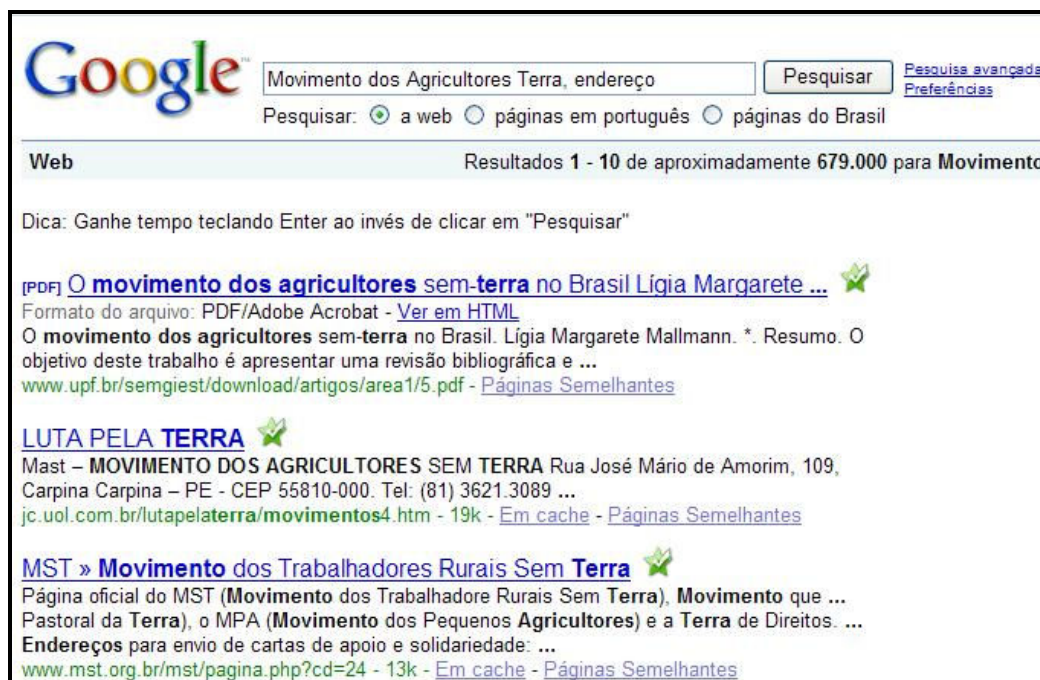 Google™
Movimento dos Agricultores Terra, endereço Pesquisar Pesquisa avançada
Preferências
Pesquisar: a web páginas em português páginas do Brasil
Web Resultados 1 - 10 de aproximadamente 679.000 para Movimento
Dica: Ganhe tempo teclando Enter ao invés de clicar em "Pesquisar"
[PDF] O movimento dos agricultores sem-terra no Brasil Lígia Margarete ...
Formato do arquivo: PDF/Adobe Acrobat - Ver em HTML
O movimento dos agricultores sem-terra no Brasil. Lígia Margarete Mallmann. *. Resumo. O
objetivo deste trabalho é apresentar uma revisão bibliográfica e ...
www.upf.br/semgiest/download/artigos/area1/5.pdf - Páginas Semelhantes
LUTA PELA TERRA
Mast – MOVIMENTO DOS AGRICULTORES SEM TERRA Rua José Mário de Amorim, 109,
Carpina Carpina – PE - CEP 55810-000. Tel: (81) 3621.3089 ...
jc.uol.com.br/lutapelaterra/movimentos4.htm - 19k - Em cache - Páginas Semelhantes
MST » Movimento dos Trabalhadores Rurais Sem Terra
Página oficial do MST (Movimento dos Trabalhadore Rurais Sem Terra), Movimento que ...
Pastoral da Terra), o MPA (Movimento dos Pequenos Agricultores) e a Terra de Direitos. ...
Endereços para envio de cartas de apoio e solidariedade: ...
www.mst.org.br/mst/pagina.php?cd=24 - 13k - Em cache - Páginas Semelhantes